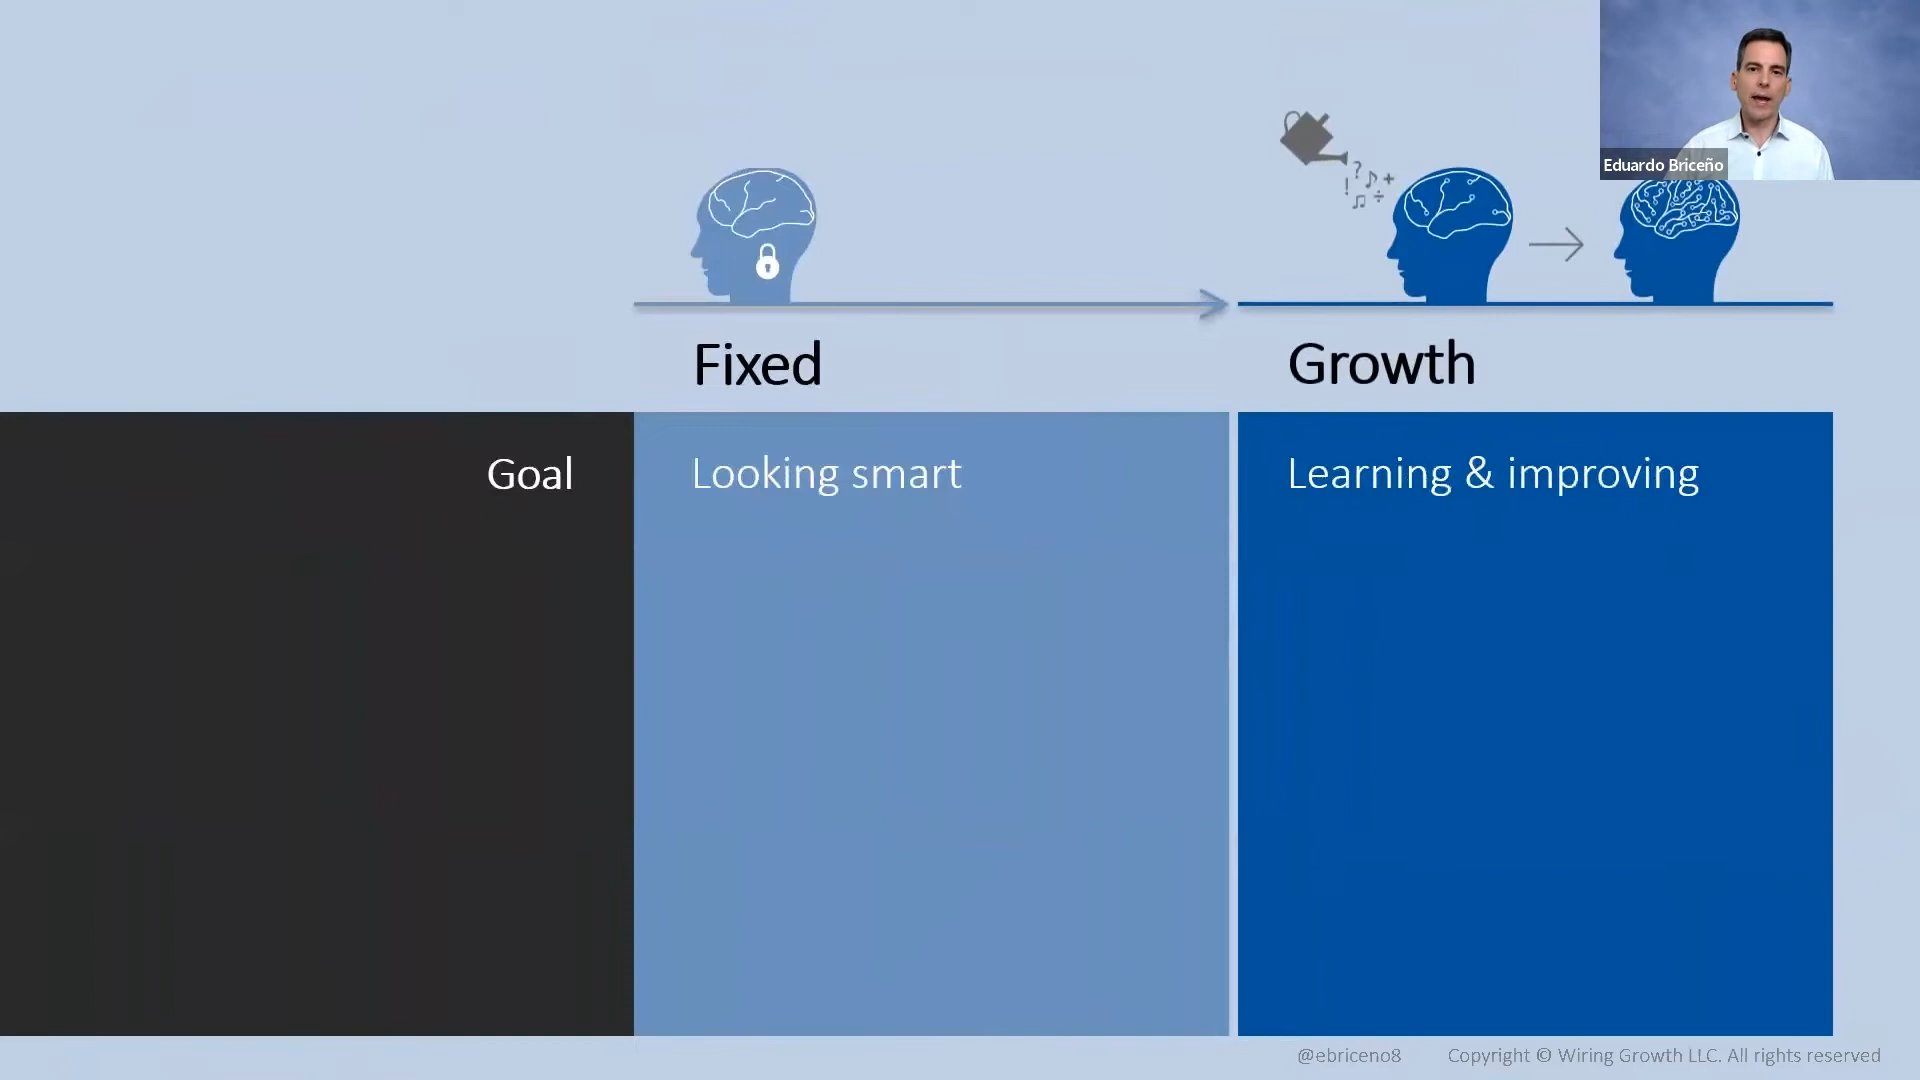 Eduardo Briceño
Fixed
Growth
Goal
Looking smart
Learning & improving
@ebriceno8
Copyright © Wiring Growth LLC. All rights reserved